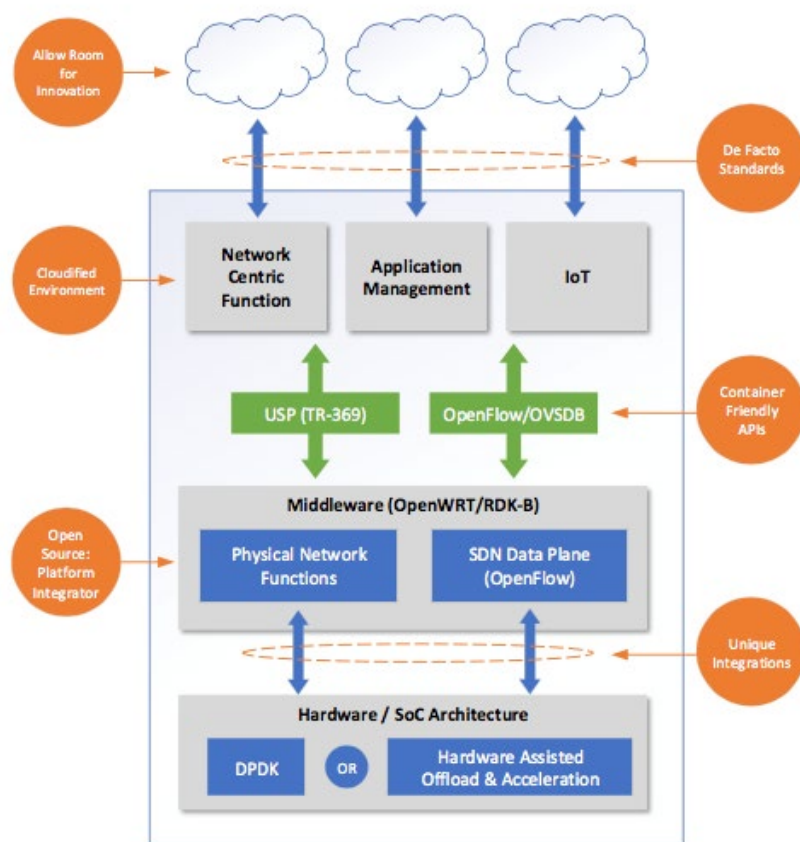 Allow Room
for
Innovation
De Facto
Standards
Cloudified
Environment
Network
Centric
Function
Application
Management
IoT
USP (TR-369)
OpenFlow/OVSDB
Container
Friendly
APIs
Middleware (OpenWRT/RDK-B)
Open
Source:
Platform
Integrator
Physical Network
Functions
SDN Data Plane
(OpenFlow)
Unique
Integrations
Hardware / SoC Architecture
DPDK
OR
Hardware Assisted
Offload & Acceleration